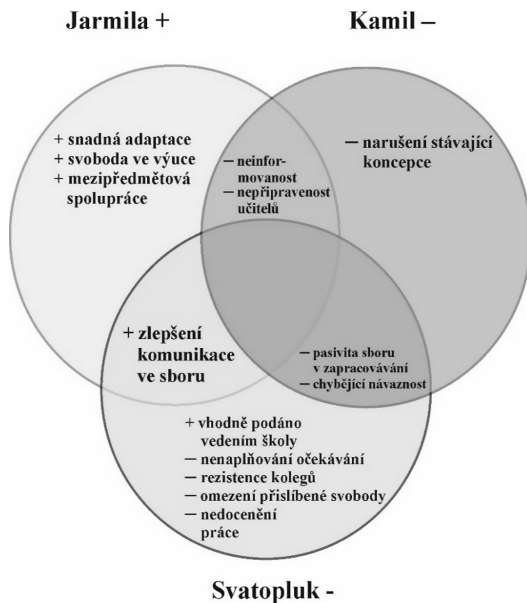 Jarmila +
Kamil –
+ snadná adaptace
+ svoboda ve výuce
+ mezipředmětová
spolupráce
– neinfor-
movanost
– nepřipravenost
učitelů
– narušení stávající
koncepce
+ zlepšení
komunikace
ve sboru
– pasivita sboru
v zapracovávání
– chybějící návaznost
+ vhodně podáno
vedením školy
– nenaplňování očekávání
– rezistence kolegů
– omezení přislíbené svobody
– nedocenění
práce
Svatopluk -